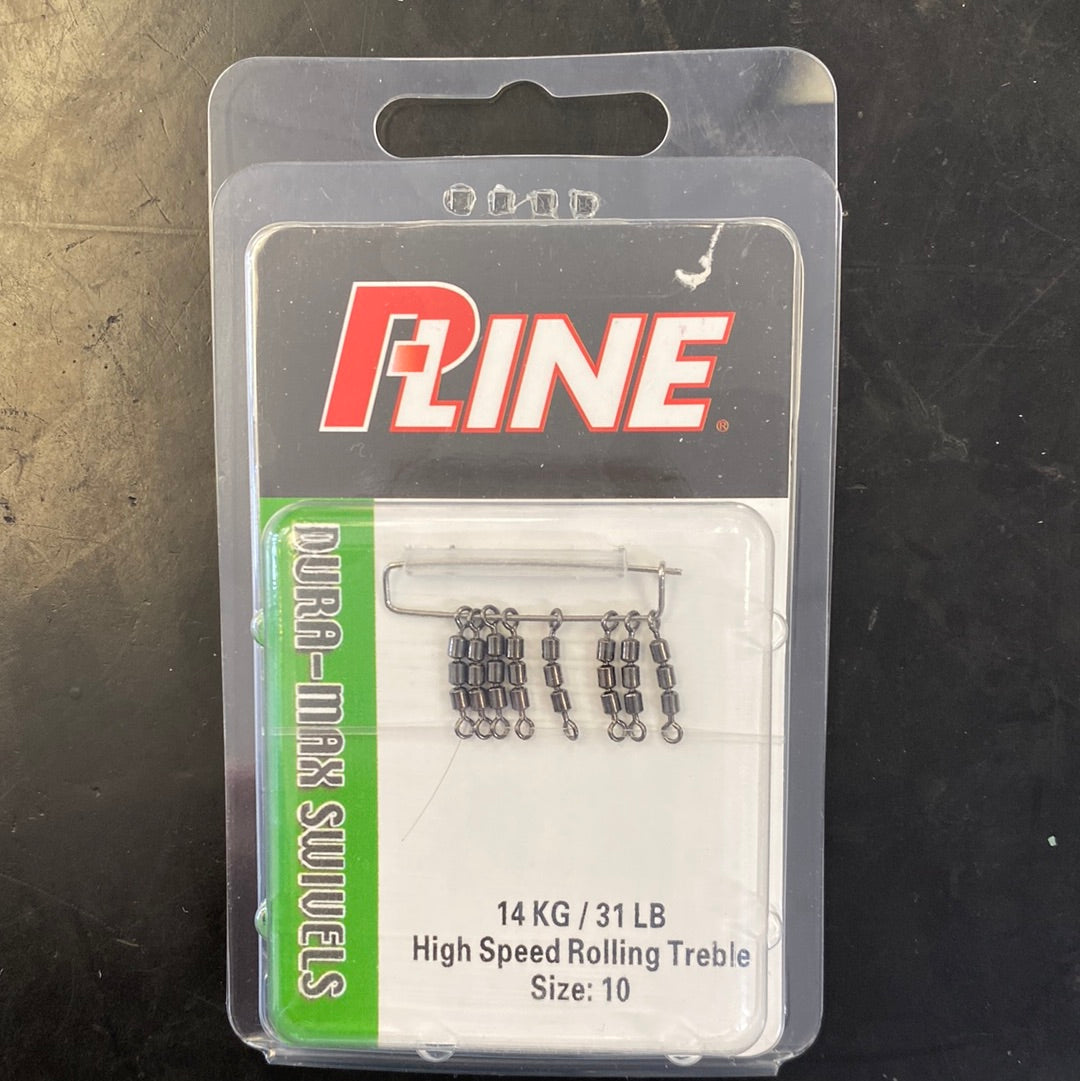 P-LINE®
DURA-MAX SWIVELS
14 KG / 31 LB
High Speed Rolling Treble
Size: 10